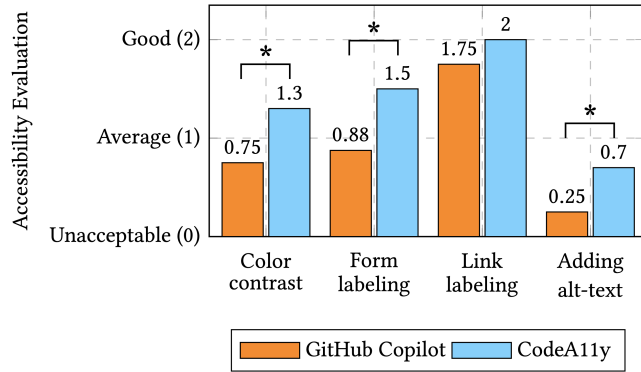 Accessibility Evaluation
Good (2)
Average (1)
Unacceptable (0)
*
*
*
0.75
1.3
0.88
1.5
1.75
2
0.25
0.7
Color
contrast
Form
labeling
Link
labeling
Adding
alt-text
GitHub Copilot
CodeA11y